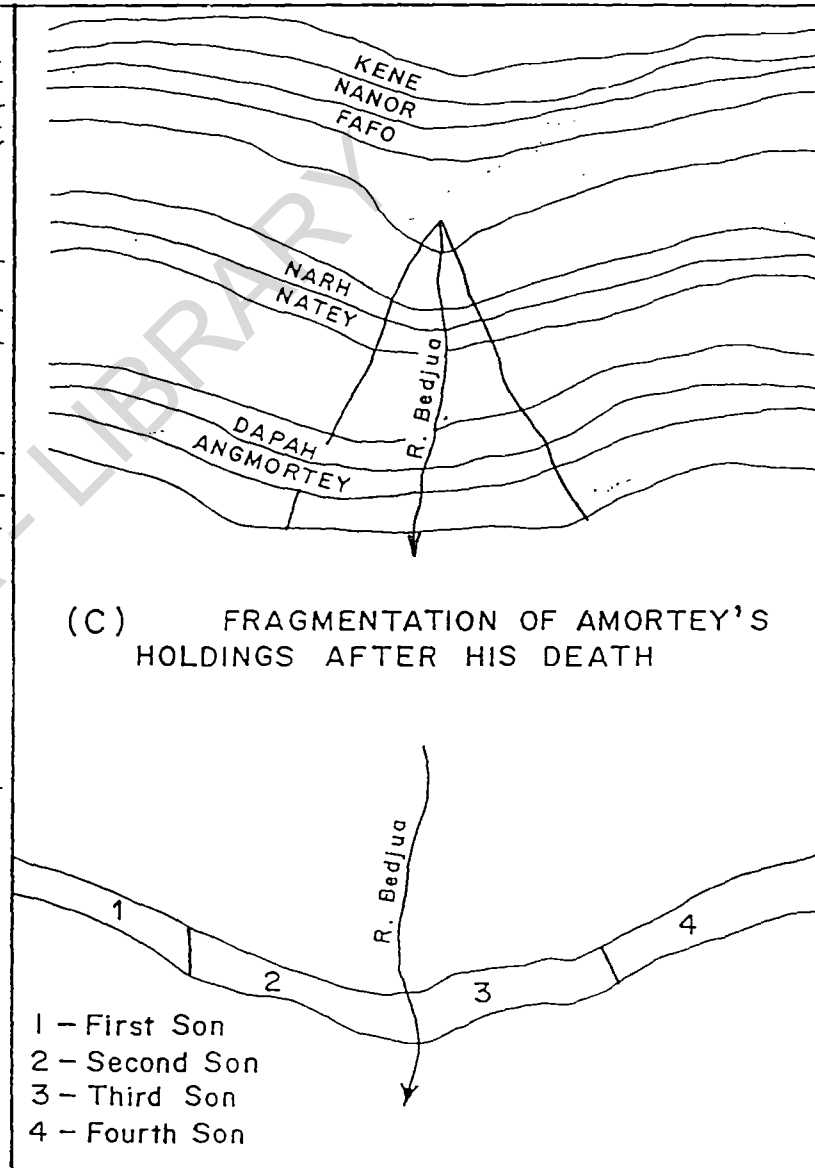 KENE
NANOR
FAFO
NARH
NATEY
R. Bedjua
DAPAH
ANGMORTEY
LIBRARY
(C) FRAGMENTATION OF AMORTEY'S
HOLDINGS AFTER HIS DEATH
R. Bedjua
1
2
3
4
1 – First Son
2 – Second Son
3 – Third Son
4 – Fourth Son